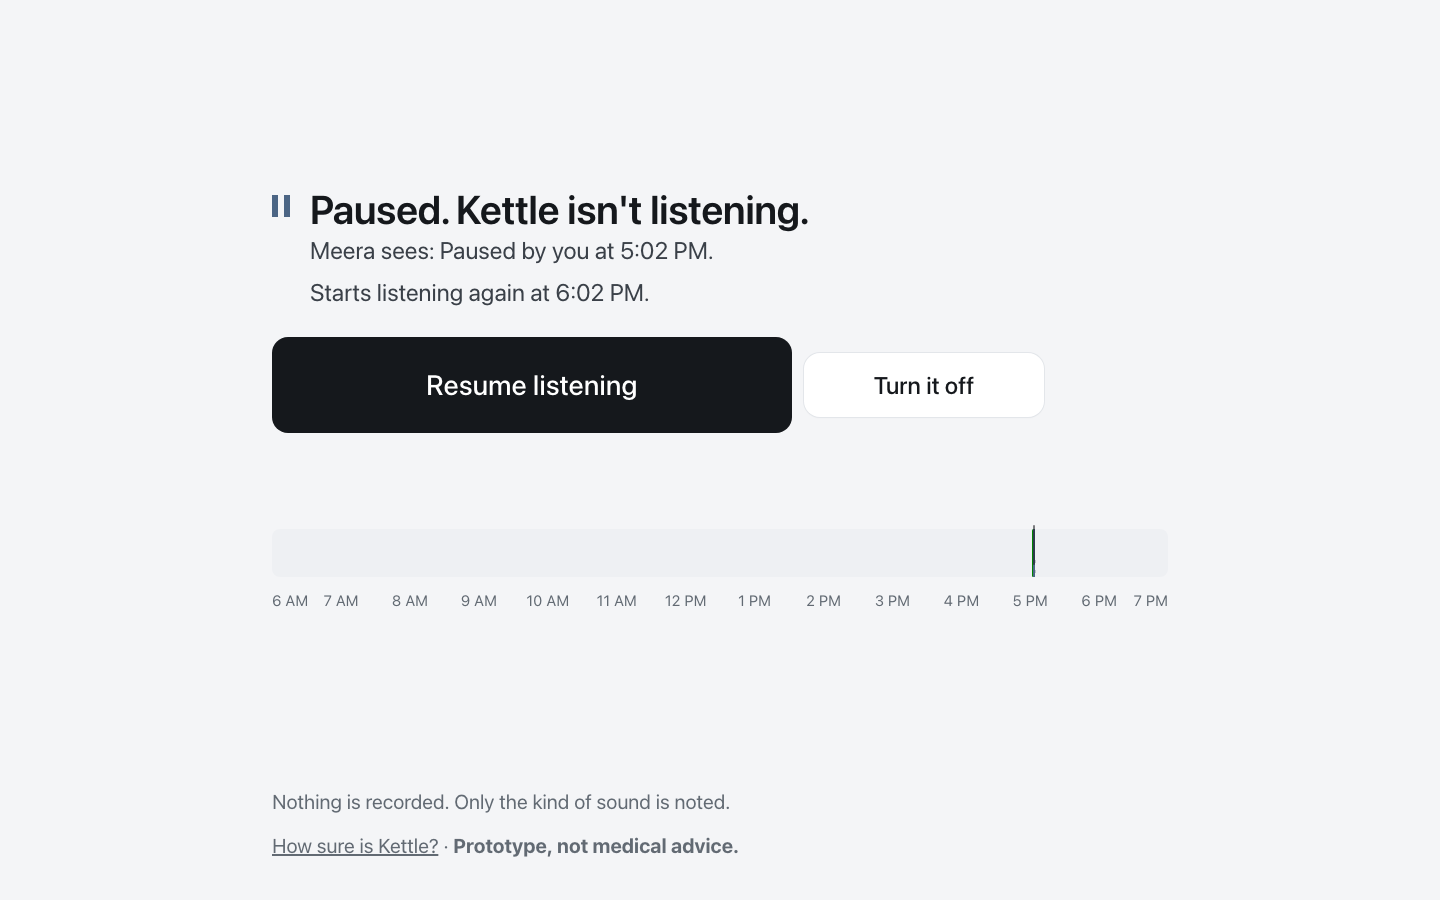 Paused. Kettle isn't listening.
Meera sees: Paused by you at 5:02 PM.
Starts listening again at 6:02 PM.
Resume listening
Turn it off
6 AM 7 AM 8 AM 9 AM 10 AM 11 AM 12 PM 1 PM 2 PM 3 PM 4 PM 5 PM 6 PM 7 PM
Nothing is recorded. Only the kind of sound is noted.
How sure is Kettle? · Prototype, not medical advice.